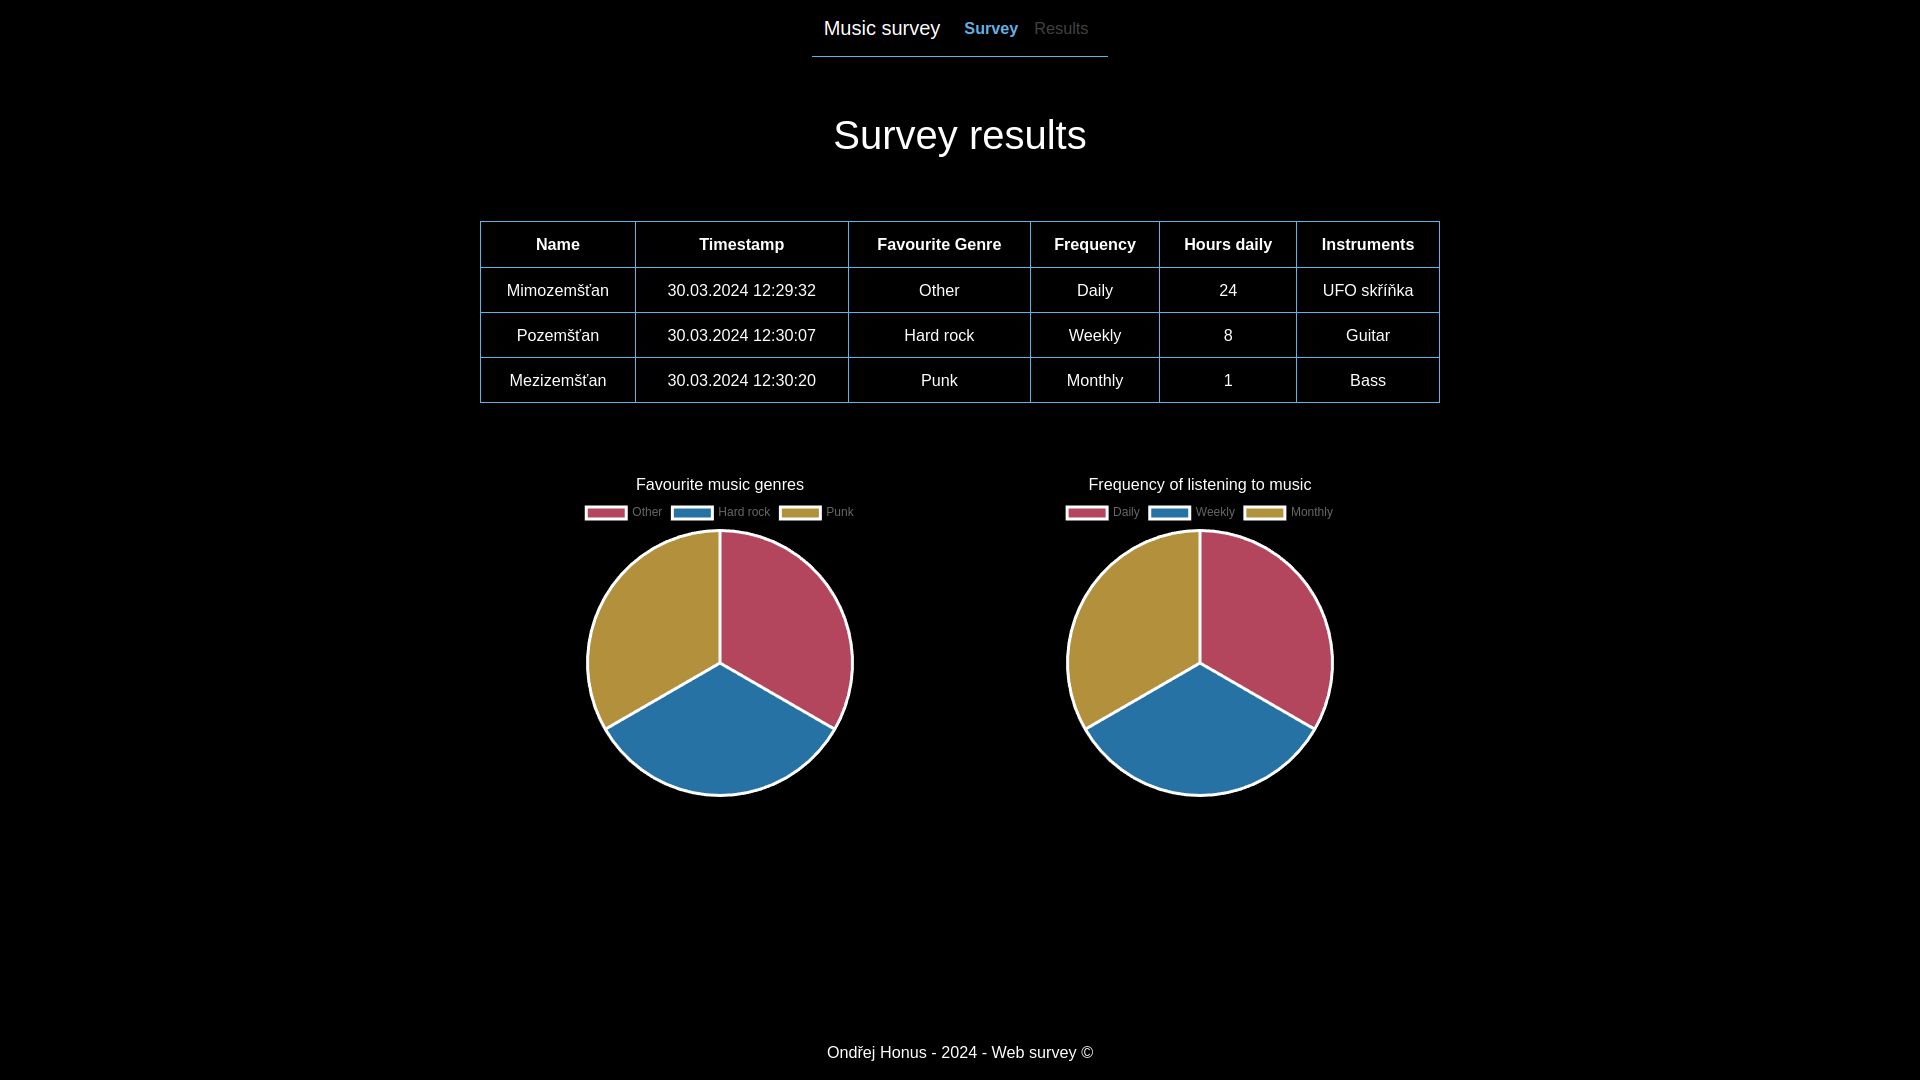 Music survey Survey Results
Survey results
Name Timestamp Favourite Genre Frequency Hours daily Instruments
Mimozemšťan 30.03.2024 12:29:32 Other Daily 24 UFO skříňka
Pozemšťan 30.03.2024 12:30:07 Hard rock Weekly 8 Guitar
Mezizemšťan 30.03.2024 12:30:20 Punk Monthly 1 Bass
Favourite music genres
Other Hard rock Punk
Frequency of listening to music
Daily Weekly Monthly
Ondřej Honus - 2024 - Web survey ©